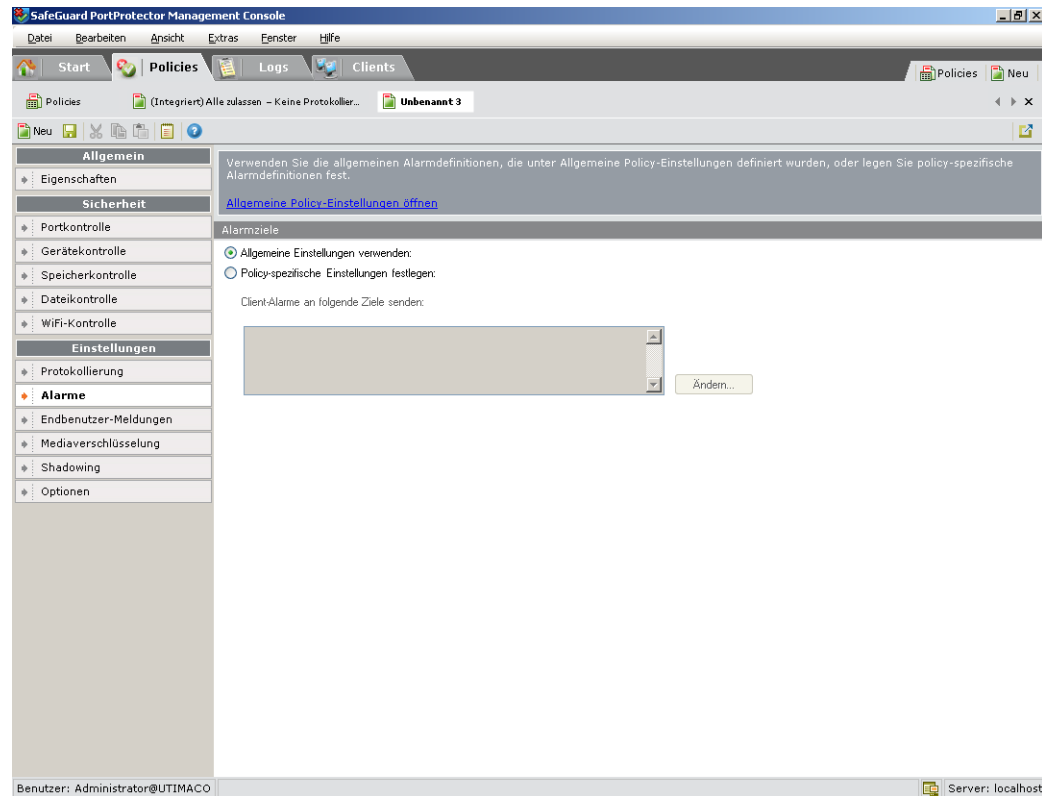 SafeGuard PortProtector Management Console
Datei Bearbeiten Ansicht Extras Fenster Hilfe
Start Policies Logs Clients Policies Neu
Policies (Integriert) Alle zulassen – Keine Protokollier... Unbenannt 3
Neu
Allgemein
Eigenschaften
Sicherheit
Portkontrolle
Gerätekontrolle
Speicherkontrolle
Dateikontrolle
WiFi-Kontrolle
Einstellungen
Protokollierung
Alarme
Endbenutzer-Meldungen
Mediaverschlüsselung
Shadowing
Optionen
Verwenden Sie die allgemeinen Alarmdefinitionen, die unter Allgemeine Policy-Einstellungen definiert wurden, oder legen Sie policy-spezifische
Alarmdefinitionen fest.
Allgemeine Policy-Einstellungen öffnen
Alarmziele
Allgemeine Einstellungen verwenden:
Policy-spezifische Einstellungen festlegen:
Client-Alarme an folgende Ziele senden:
Ändern...
Benutzer: Administrator@UTIMACO Server: localhost